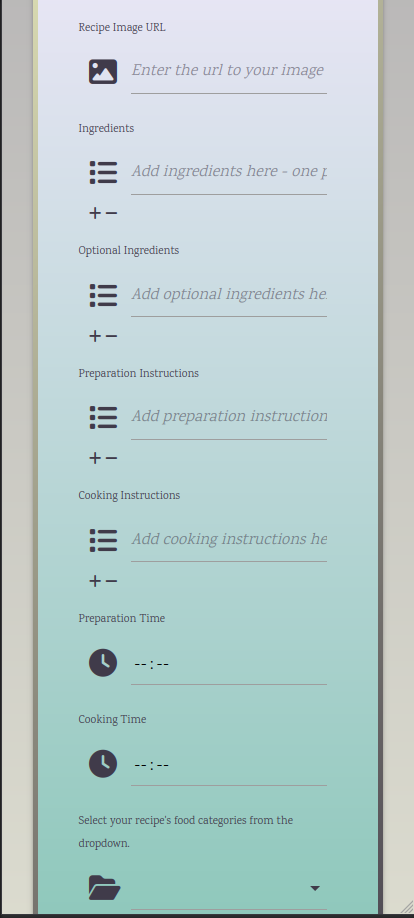 Recipe Image URL
Enter the url to your image
Ingredients
Add ingredients here - one p
+ −
Optional Ingredients
Add optional ingredients he
+ −
Preparation Instructions
Add preparation instruction
+ −
Cooking Instructions
Add cooking instructions he
+ −
Preparation Time
--:--
Cooking Time
--:--
Select your recipe's food categories from the
dropdown.